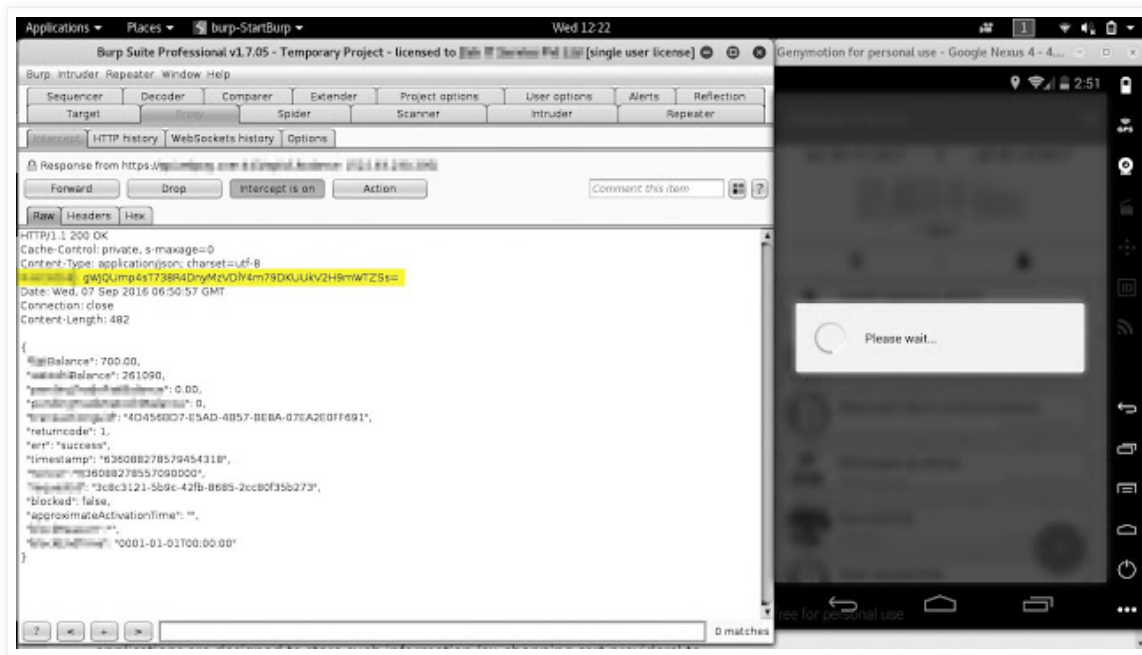 Applications Places burp-StartBurp Wed 12:22 1
Burp Suite Professional v1.7.05 - Temporary Project - licensed to [single user license]
Genymotion for personal use - Google Nexus 4 - 4...
Burp Intruder Repeater Window Help
Sequencer Decoder Comparer Extender Project options User options Alerts Reflection
Target Proxy Spider Scanner Intruder Repeater
Intercept HTTP history WebSockets history Options
Response from https:/
Forward Drop Intercept is on Action Comment this item ?
Raw Headers Hex
HTTP/1.1 200 OK
Cache-Control: private, s-maxage=0
Content-Type: application/json; charset=utf-8
Date: Wed, 07 Sep 2016 06:50:57 GMT
Connection: close
Content-Length: 482
{
Balance": 700.00,
Balance": 261090,
": 0.00,
": 0,
": "4D456BD7-E5AD-4B57-BEBA-07EA2E0FF691",
"returncode": 1,
"err": "success",
"timestamp": "636088278579454318",
"636088278557090000",
": "3c8c3121-5b9c-42fb-8685-2cc80f35b273",
"blocked": false,
"approximateActivationTime": "",
"",
": "0001-01-01T00:00:00"
}
? < + > 0 matches
2:51
GPS
Please wait...
ID
free for personal use